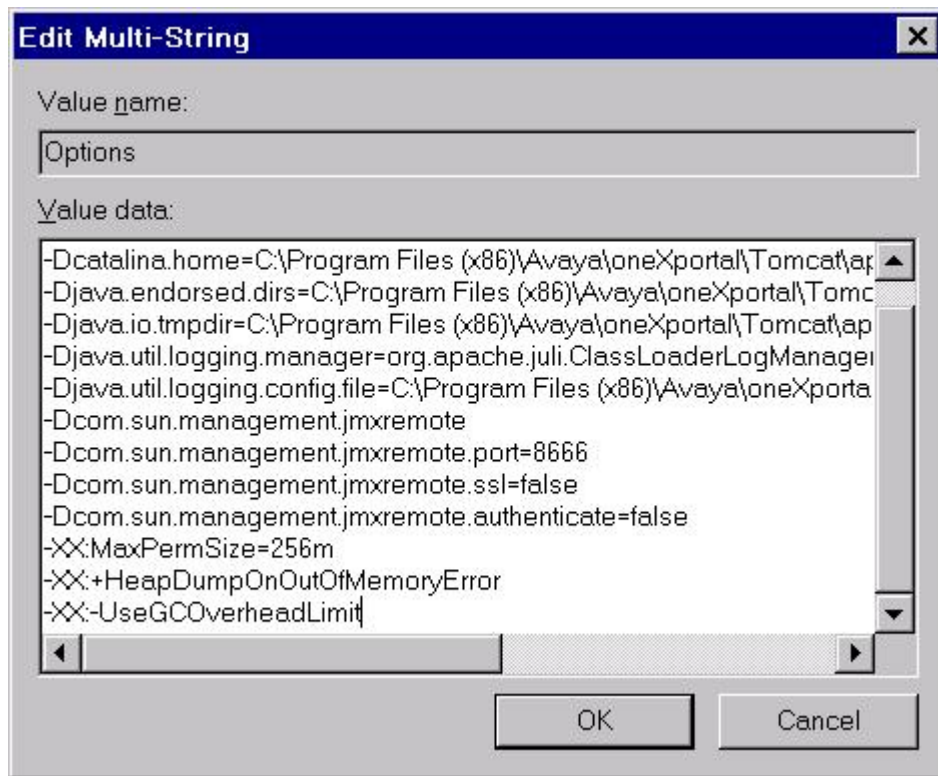 Edit Multi-String
Value name:
Options
Value data:
-Dcatalina.home=C:\Program Files (x86)\Avaya\oneXportal\Tomcat\ap
-Djava.endorsed.dirs=C:\Program Files (x86)\Avaya\oneXportal\Tomc
-Djava.io.tmpdir=C:\Program Files (x86)\Avaya\oneXportal\Tomcat\ap
-Djava.util.logging.manager=org.apache.juli.ClassLoaderLogManager
-Djava.util.logging.config.file=C:\Program Files (x86)\Avaya\oneXporta
-Dcom.sun.management.jmxremote
-Dcom.sun.management.jmxremote.port=8666
-Dcom.sun.management.jmxremote.ssl=false
-Dcom.sun.management.jmxremote.authenticate=false
-XX:MaxPermSize=256m
-XX:+HeapDumpOnOutOfMemoryError
-XX:-UseGCOverheadLimit
OK
Cancel